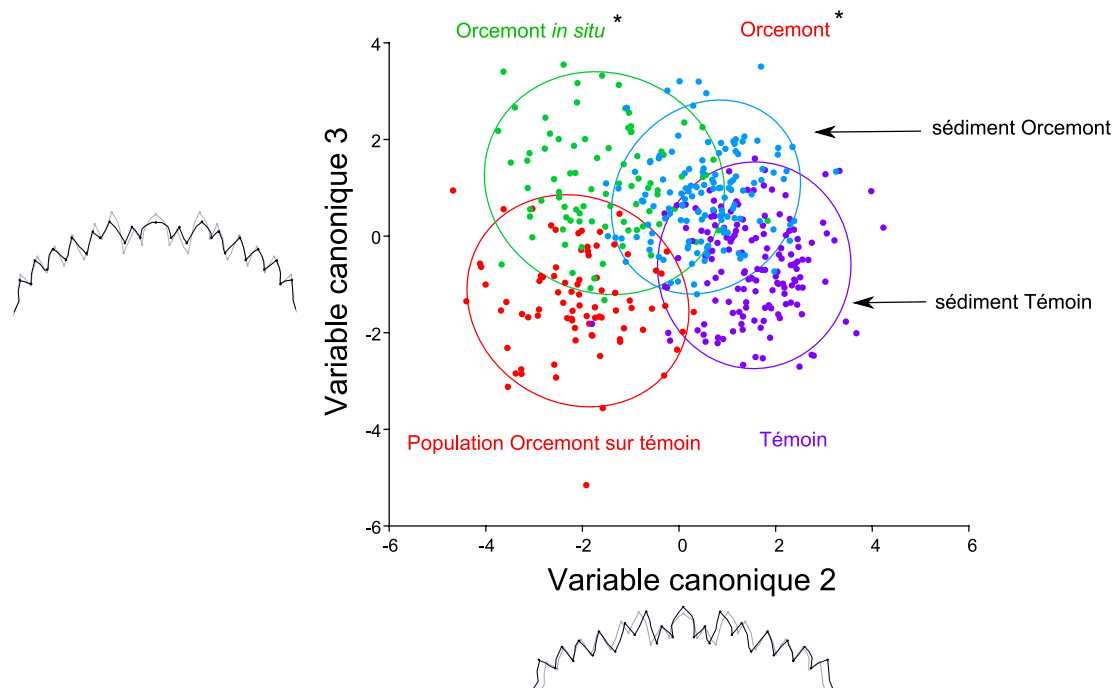 Orcemont in situ *
Orcemont *
sédiment Orcemont
sédiment Témoin
Variable canonique 3
4
2
0
-2
-4
-6
Population Orcemont sur témoin
Témoin
-6
-4
-2
0
2
4
6
Variable canonique 2